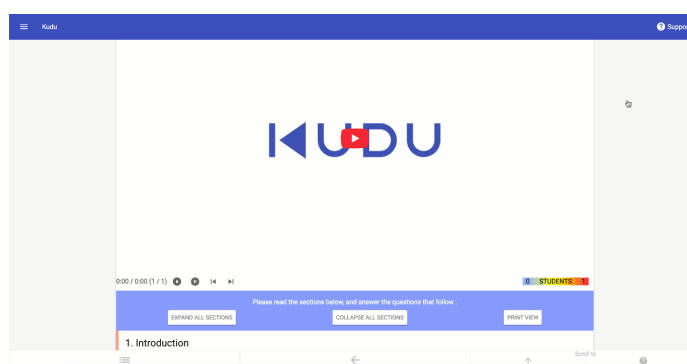 Kudu
Suppor
KUDU
0:00 / 0:00 (1 / 1)
0 STUDENTS 1
Please read the sections below, and answer the questions that follow .
EXPAND ALL SECTIONS
COLLAPSE ALL SECTIONS
PRINT VIEW
1. Introduction
Scroll to